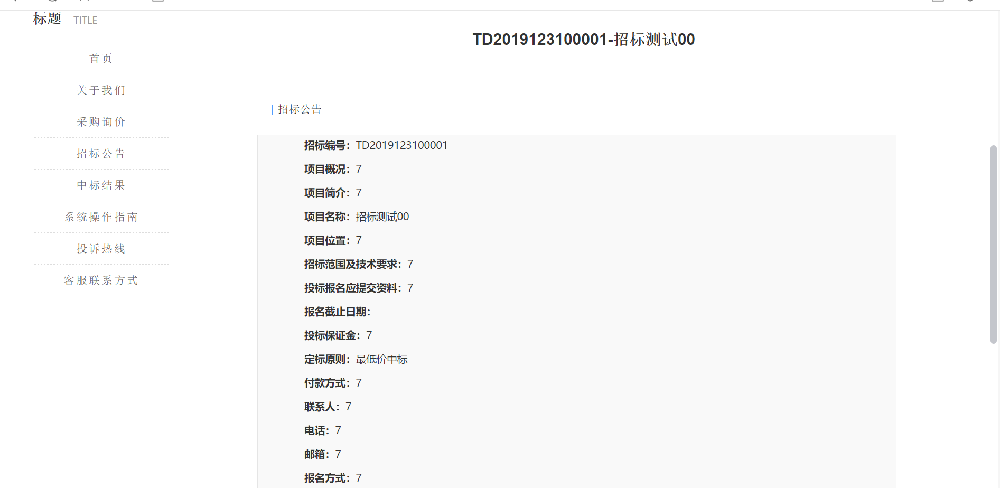 标题 TITLE
首页
关于我们
采购询价
招标公告
中标结果
系统操作指南
投诉热线
客服联系方式
TD2019123100001-招标测试00
| 招标公告
招标编号：TD2019123100001
项目概况：7
项目简介：7
项目名称：招标测试00
项目位置：7
招标范围及技术要求：7
投标报名应提交资料：7
报名截止日期：
投标保证金：7
定标原则：最低价中标
付款方式：7
联系人：7
电话：7
邮箱：7
报名方式：7